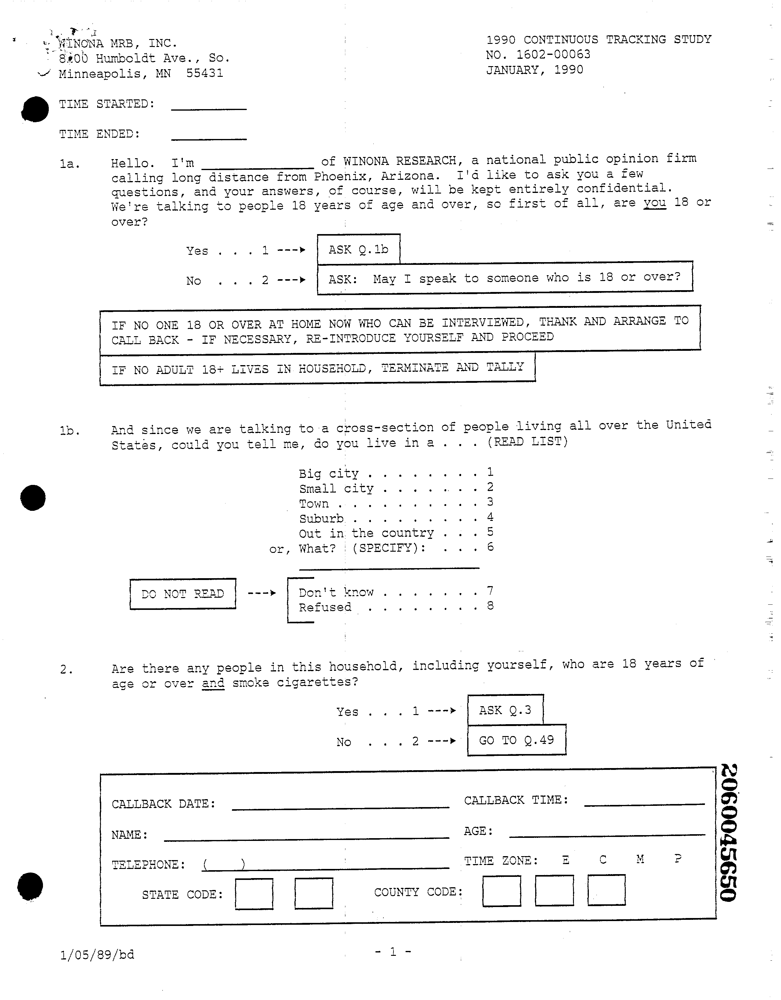 WINONA MRB, INC.
8200 Humboldt Ave., So.
Minneapolis, MN 55431
1990 CONTINUOUS TRACKING STUDY
NO. 1602-00063
JANUARY, 1990
TIME STARTED: __________
TIME ENDED: __________
1a. Hello. I'm _______________ of WINONA RESEARCH, a national public opinion firm
calling long distance from Phoenix, Arizona. I'd like to ask you a few
questions, and your answers, of course, will be kept entirely confidential.
We're talking to people 18 years of age and over, so first of all, are you 18 or
over?
Yes . . . 1 ---> ASK Q.1b
No . . . 2 ---> ASK: May I speak to someone who is 18 or over?
IF NO ONE 18 OR OVER AT HOME NOW WHO CAN BE INTERVIEWED, THANK AND ARRANGE TO
CALL BACK - IF NECESSARY, RE-INTRODUCE YOURSELF AND PROCEED
IF NO ADULT 18+ LIVES IN HOUSEHOLD, TERMINATE AND TALLY
1b. And since we are talking to a cross-section of people living all over the United
States, could you tell me, do you live in a . . . (READ LIST)
Big city . . . . . . . . 1
Small city . . . . . . . 2
Town . . . . . . . . . . 3
Suburb . . . . . . . . . 4
Out in the country . . . 5
or, What? (SPECIFY): . . . 6
DO NOT READ ---> Don't know . . . . . . . 7
Refused . . . . . . . . 8
2. Are there any people in this household, including yourself, who are 18 years of
age or over and smoke cigarettes?
Yes . . . 1 ---> ASK Q.3
No . . . 2 ---> GO TO Q.49
CALLBACK DATE: ____________________ CALLBACK TIME: __________
NAME: ____________________ AGE: __________
TELEPHONE: ( ) ____________________ TIME ZONE: E C M P
STATE CODE: COUNTY CODE:
2060045650
1/05/89/bd
- 1 -